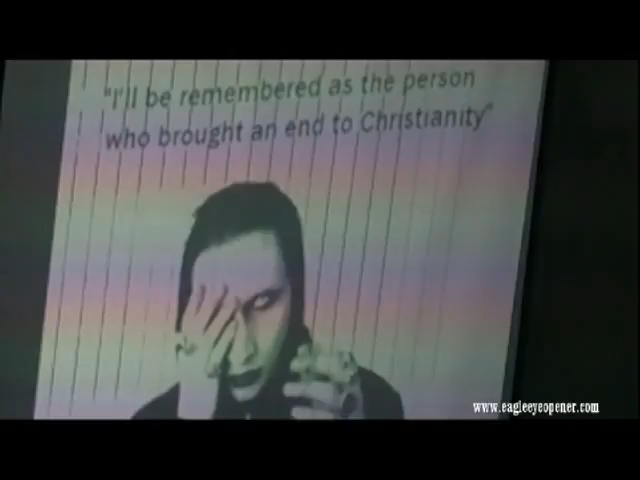 "I'll be remembered as the person
who brought an end to Christianity"
www.eagleeyeopener.com